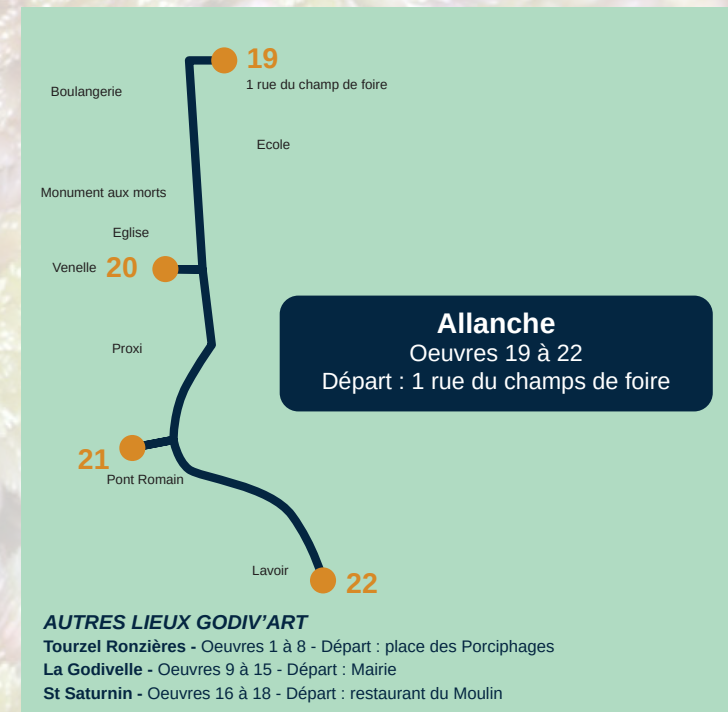 19
1 rue du champ de foire
Boulangerie
Ecole
Monument aux morts
Eglise
Venelle 20
Allanche
Oeuvres 19 à 22
Départ : 1 rue du champs de foire
Proxi
21
Pont Romain
Lavoir
22
AUTRES LIEUX GODIV’ART
Tourzel Ronzières - Oeuvres 1 à 8 - Départ : place des Porciphages
La Godivelle - Oeuvres 9 à 15 - Départ : Mairie
St Saturnin - Oeuvres 16 à 18 - Départ : restaurant du Moulin